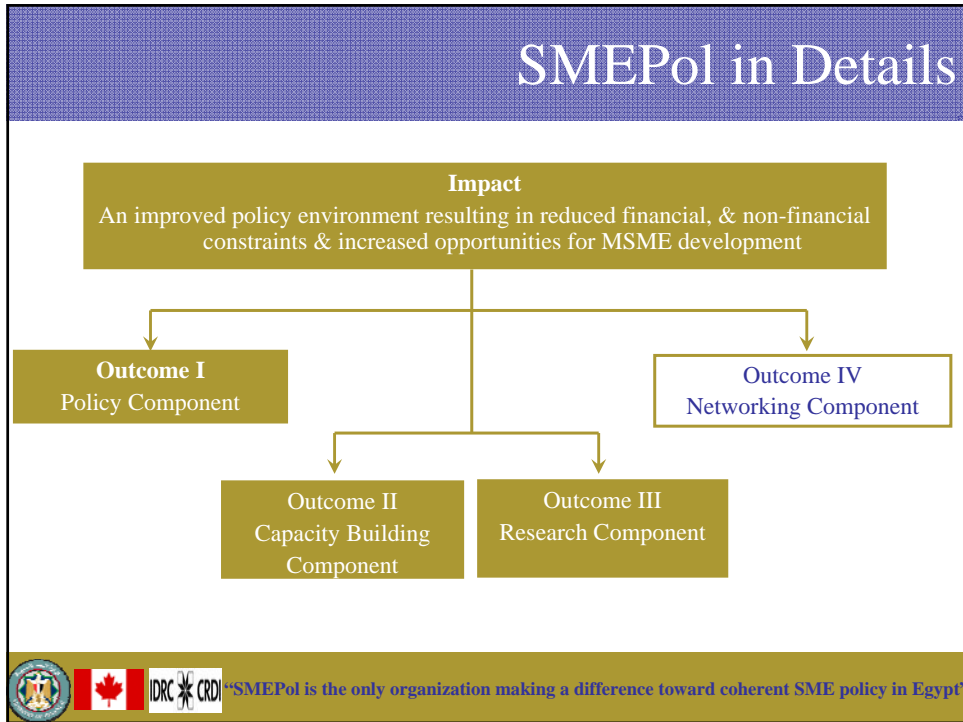 SMEPol in Details
Impact
An improved policy environment resulting in reduced financial, & non-financial
constraints & increased opportunities for MSME development
Outcome I
Policy Component
Outcome IV
Networking Component
Outcome II
Capacity Building
Component
Outcome III
Research Component
IDRC CRDI
“SMEPol is the only organization making a difference toward coherent SME policy in Egypt”